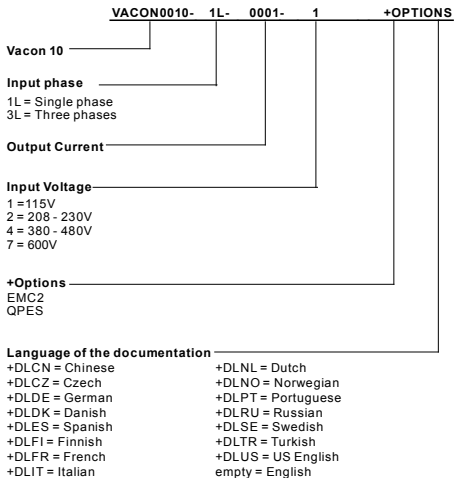 VACON0010- 1L- 0001- 1 +OPTIONS
Vacon 10
Input phase
1L = Single phase
3L = Three phases
Output Current
Input Voltage
1 =115V
2 = 208 - 230V
4 = 380 - 480V
7 = 600V
+Options
EMC2
QPES
Language of the documentation
+DLCN = Chinese
+DLCZ = Czech
+DLDE = German
+DLDK = Danish
+DLES = Spanish
+DLFI = Finnish
+DLFR = French
+DLIT = Italian
+DLNL = Dutch
+DLNO = Norwegian
+DLPT = Portuguese
+DLRU = Russian
+DLSE = Swedish
+DLTR = Turkish
+DLUS = US English
empty = English